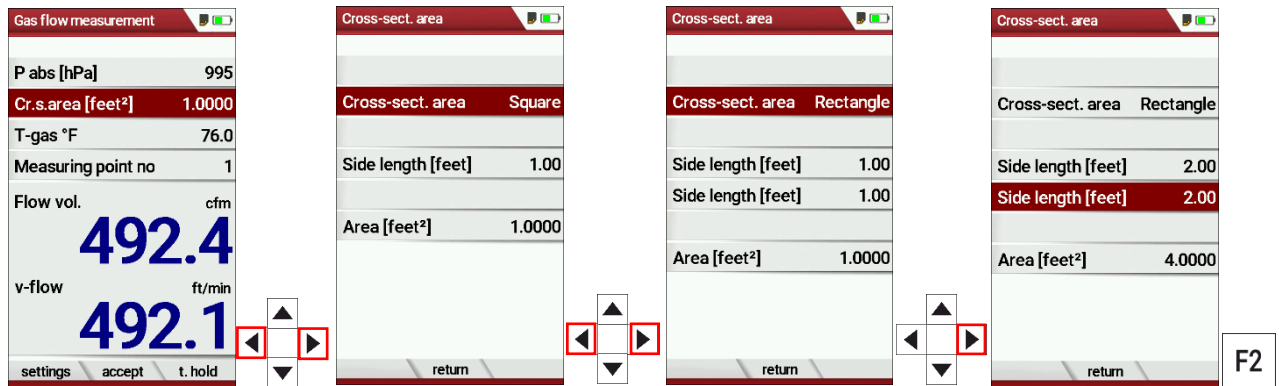 Gas flow measurement
P abs [hPa] 995
Cr.s.area [feet²] 1.0000
T-gas °F 76.0
Measuring point no 1
Flow vol. cfm
492.4
v-flow ft/min
492.1
settings accept t. hold
Cross-sect. area
Cross-sect. area Square
Side length [feet] 1.00
Area [feet²] 1.0000
return
Cross-sect. area
Cross-sect. area Rectangle
Side length [feet] 1.00
Side length [feet] 1.00
Area [feet²] 1.0000
return
Cross-sect. area
Cross-sect. area Rectangle
Side length [feet] 2.00
Side length [feet] 2.00
Area [feet²] 4.0000
return
F2